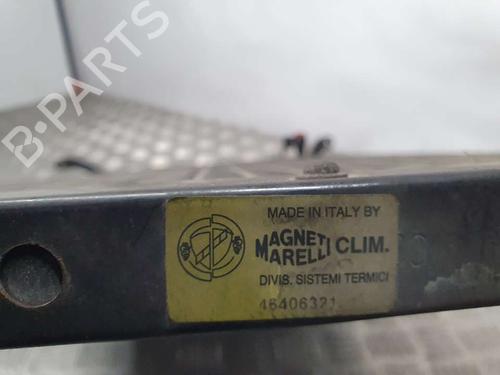 B-PARTS
MADE IN ITALY BY
MAGNETI
MARELLI CLIM.
DIVIS. SISTEMI TERMICI
46406321